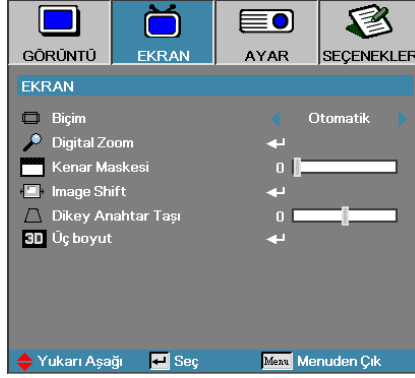 GÖRÜNTÜ EKRAN AYAR SEÇENEKLER
EKRAN
Biçim Otomatik
Digital Zoom
Kenar Maskesi 0
Image Shift
Dikey Anahtar Taşı 0
3D Üç boyut
Yukarı Aşağı Seç Menu Menuden Çık